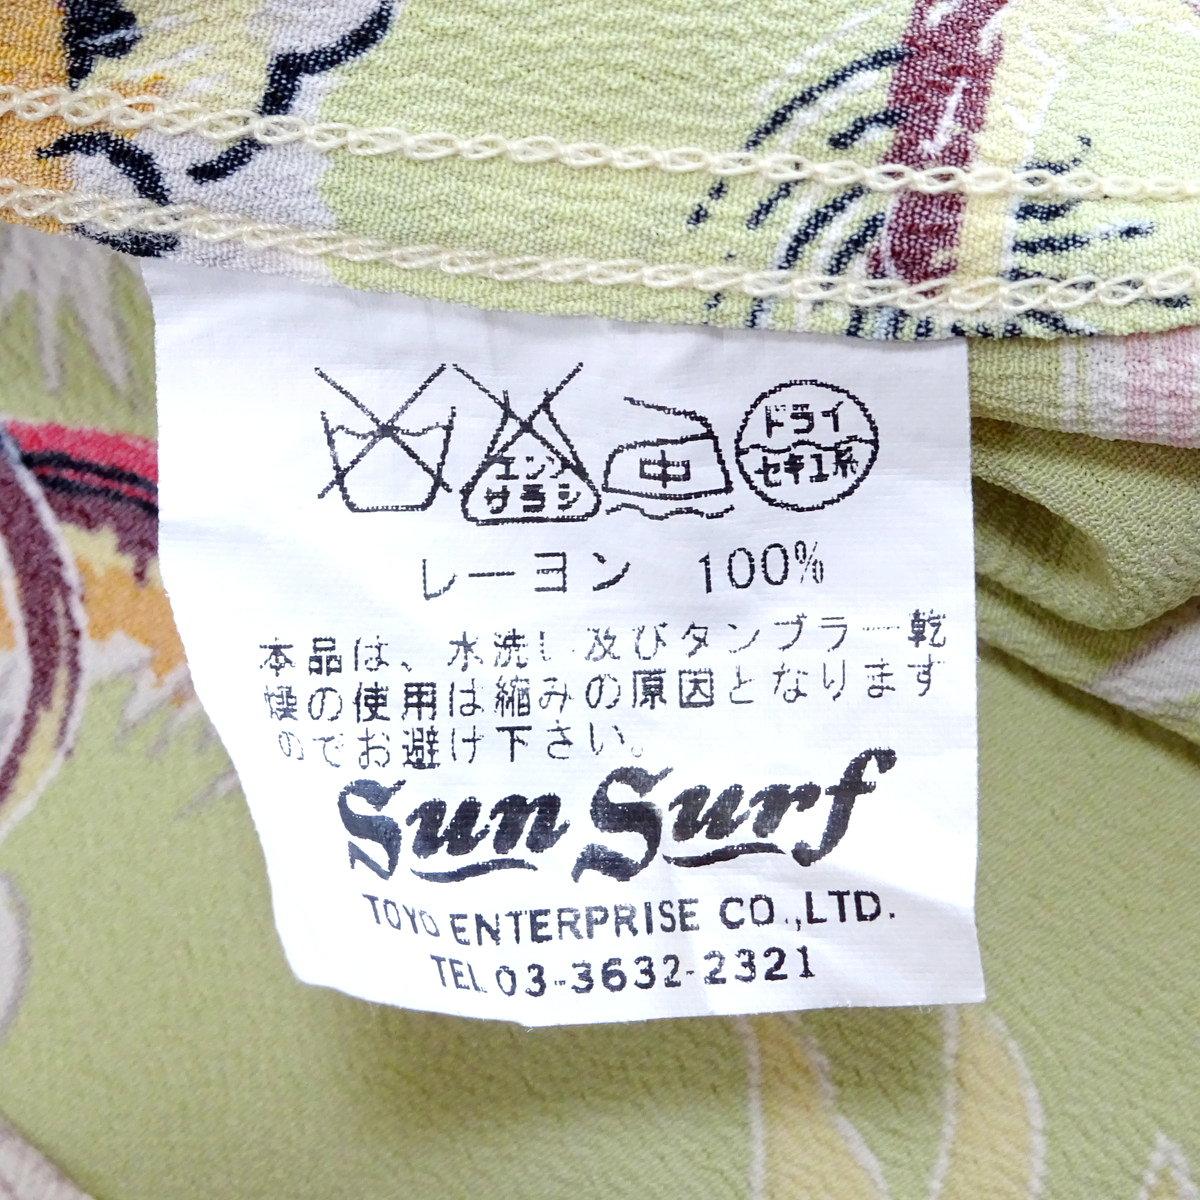 エンソ
サラシ
中
ドライ
セキユ系
レーヨン 100%
本品は、水洗い及びタンブラー乾
燥の使用は縮みの原因となります
のでお避け下さい。
Sun Surf
TOYO ENTERPRISE CO.,LTD.
TEL 03-3632-2321